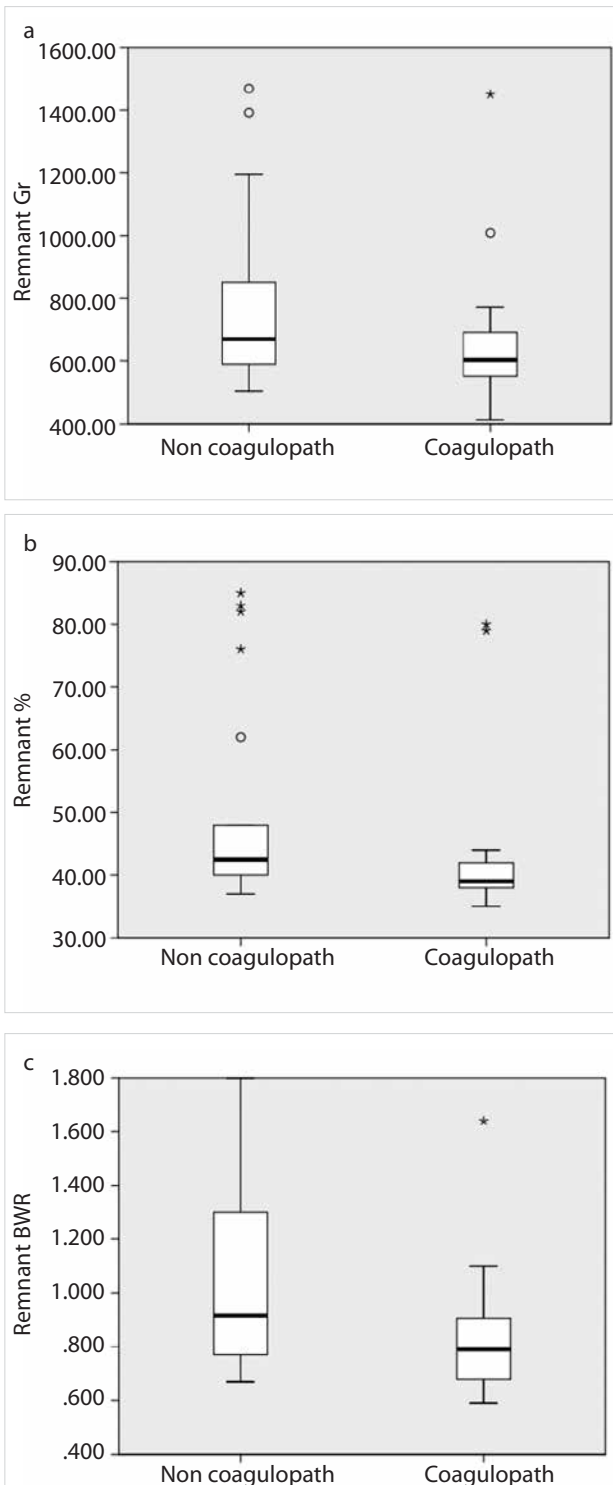 a
1600.00
1400.00
1200.00
1000.00
800.00
600.00
400.00
Remnant Gr
Non coagulopath Coagulopath
b
90.00
80.00
70.00
60.00
50.00
40.00
30.00
Remnant %
Non coagulopath Coagulopath
c
1.800
1.600
1.400
1.200
1.000
.800
.600
.400
Remnant BWR
Non coagulopath Coagulopath